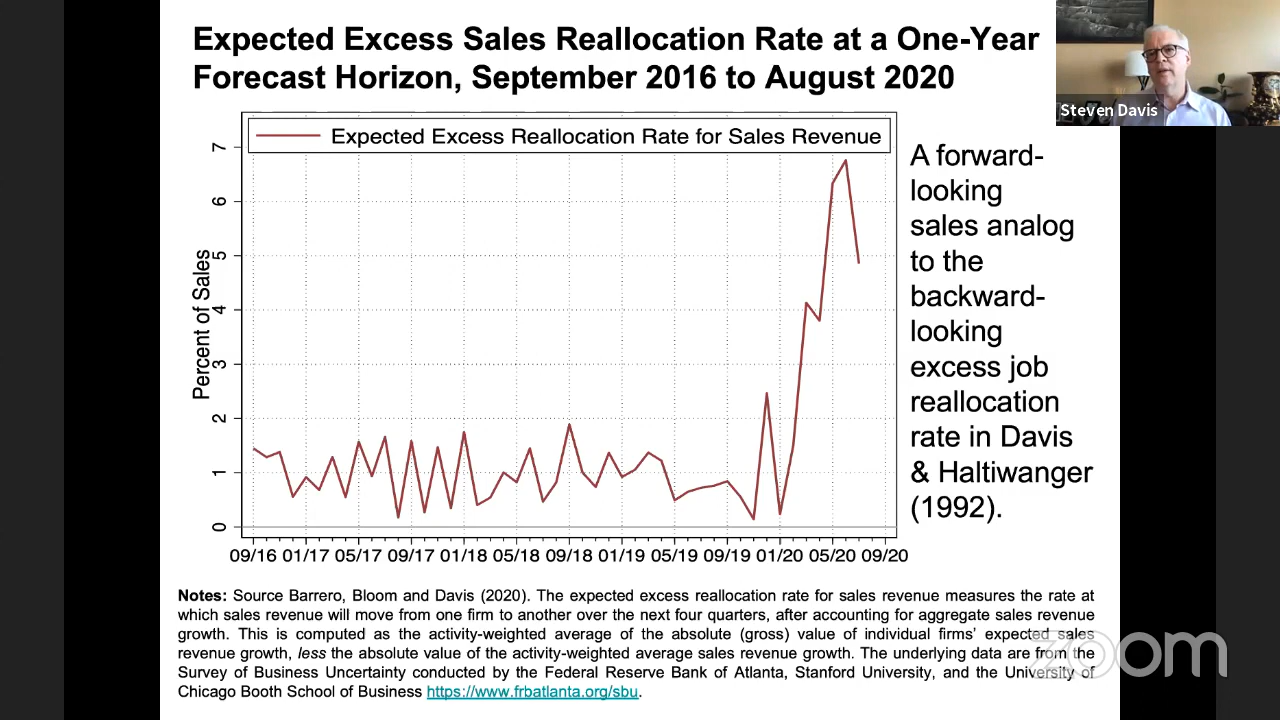 Expected Excess Sales Reallocation Rate at a One-Year
Forecast Horizon, September 2016 to August 2020
Steven Davis
Expected Excess Reallocation Rate for Sales Revenue
Percent of Sales
7
6
5
4
3
2
1
0
09/16 01/17 05/17 09/17 01/18 05/18 09/18 01/19 05/19 09/19 01/20 05/20 09/20
A forward-
looking
sales analog
to the
backward-
looking
excess job
reallocation
rate in Davis
& Haltiwanger
(1992).
Notes: Source Barrero, Bloom and Davis (2020). The expected excess reallocation rate for sales revenue measures the rate at
which sales revenue will move from one firm to another over the next four quarters, after accounting for aggregate sales revenue
growth. This is computed as the activity-weighted average of the absolute (gross) value of individual firms' expected sales
revenue growth, less the absolute value of the activity-weighted average sales revenue growth. The underlying data are from the
Survey of Business Uncertainty conducted by the Federal Reserve Bank of Atlanta, Stanford University, and the University of
Chicago Booth School of Business https://www.frbatlanta.org/sbu.
zoom